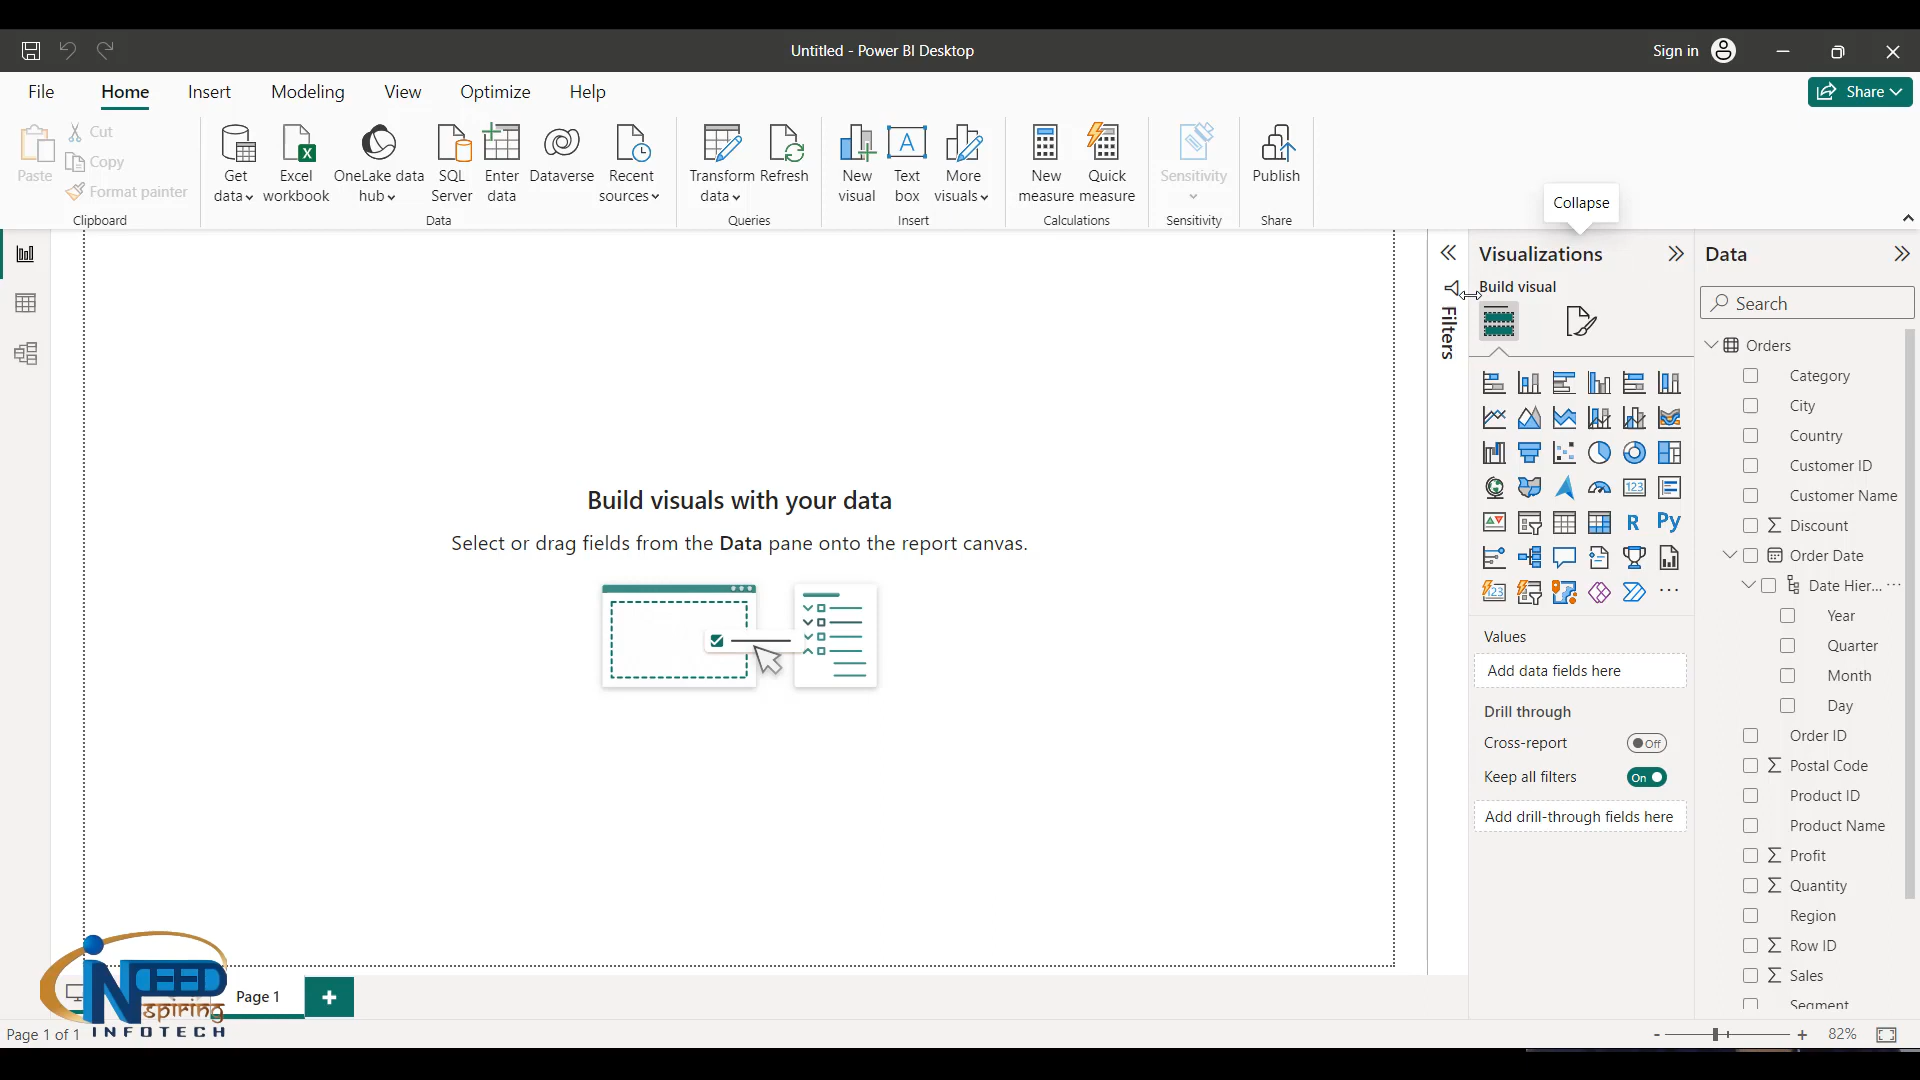 Untitled - Power BI Desktop
Sign in
File
Home
Insert
Modeling
View
Optimize
Help
Share
Paste
Cut
Copy
Format painter
Clipboard
Get data
Excel workbook
OneLake data hub
SQL Server
Enter data
Dataverse
Recent sources
Data
Transform data
Refresh
Queries
New visual
Text box
More visuals
Insert
New measure
Quick measure
Calculations
Sensitivity
Sensitivity
Publish
Share
Collapse
Filters
Visualizations
Build visual
R
Py
123
Values
Add data fields here
Drill through
Cross-report
Off
Keep all filters
On
Add drill-through fields here
Data
Search
Orders
Category
City
Country
Customer ID
Customer Name
Discount
Order Date
Date Hier...
Year
Quarter
Month
Day
Order ID
Postal Code
Product ID
Product Name
Profit
Quantity
Region
Row ID
Sales
Segment
Build visuals with your data
Select or drag fields from the Data pane onto the report canvas.
iNEED
Nspiring
INFOTECH
Page 1
Page 1 of 1
82%